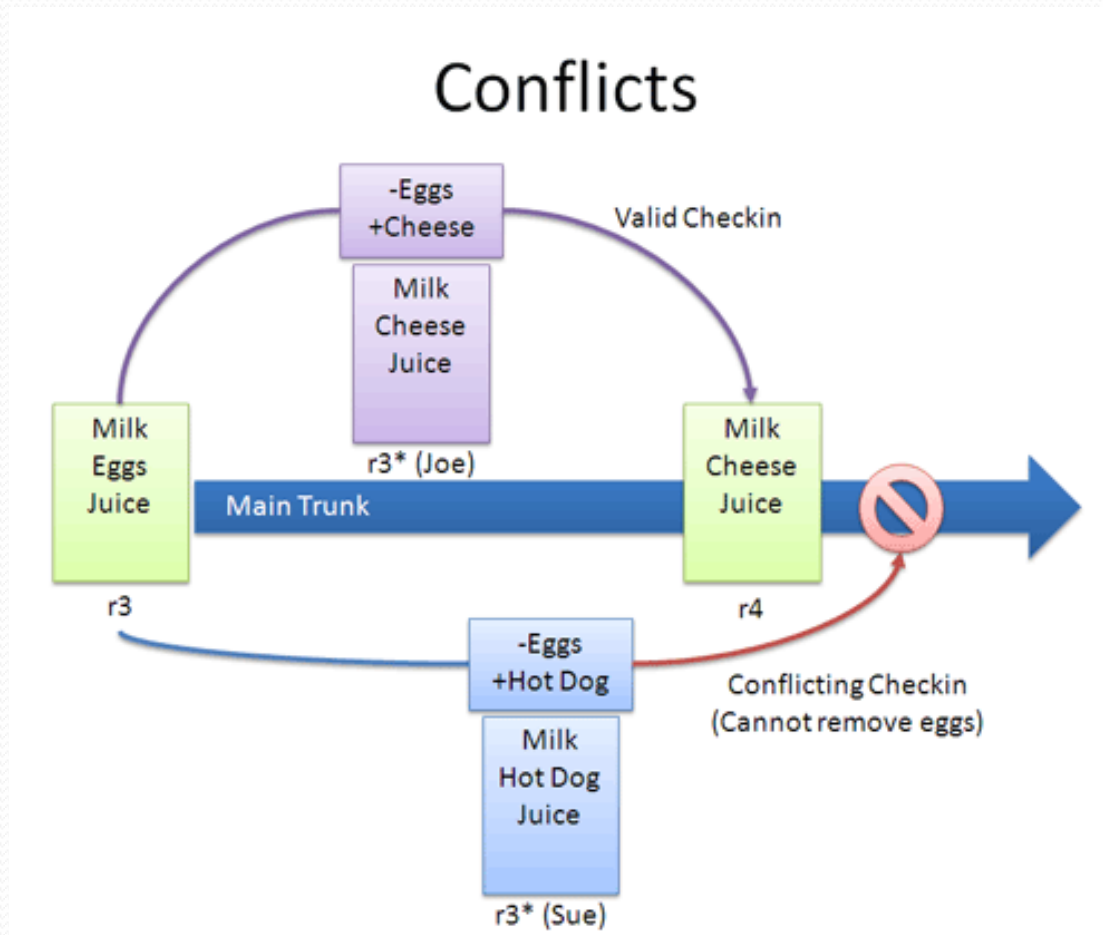 Conflicts
-Eggs
+Cheese
Valid Checkin
Milk
Cheese
Juice
r3* (Joe)
Milk
Eggs
Juice
r3
Main Trunk
Milk
Cheese
Juice
r4
-Eggs
+Hot Dog
Conflicting Checkin
(Cannot remove eggs)
Milk
Hot Dog
Juice
r3* (Sue)